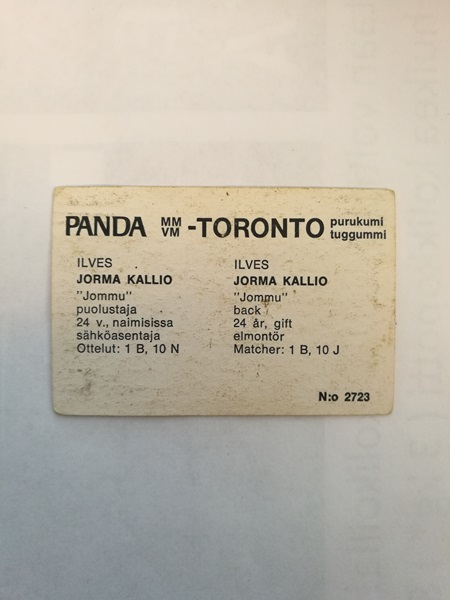 PANDA MM VM -TORONTO purukumi tuggummi
ILVES
JORMA KALLIO
"Jommu"
puolustaja
24 v., naimisissa
sähköasentaja
Ottelut: 1 B, 10 N
ILVES
JORMA KALLIO
"Jommu"
back
24 år, gift
elmontör
Matcher: 1 B, 10 J
N:o 2723